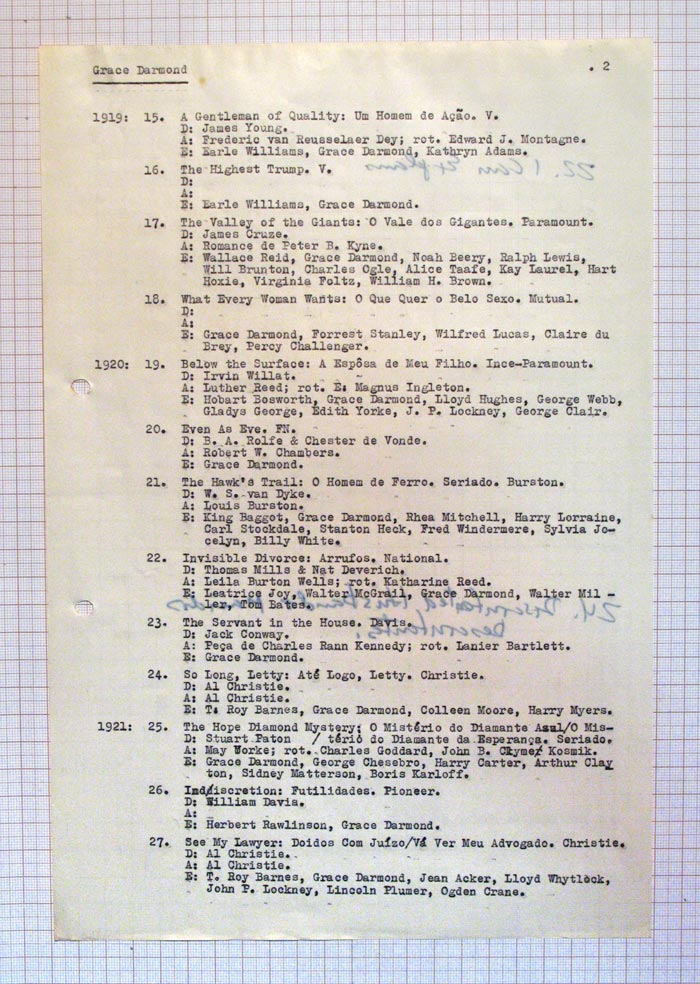 Grace Darmond . 2
1919: 15. A Gentleman of Quality: Um Homem de Ação. V.
D: James Young.
A: Frederic van Reusselaer Dey; rot. Edward J. Montagne.
E: Earle Williams, Grace Darmond, Kathryn Adams.
22. I Can Explain
16. The Highest Trump. V.
D:
A:
E: Earle Williams, Grace Darmond.
17. The Valley of the Giants: O Vale dos Gigantes. Paramount.
D: James Cruze.
A: Romance de Peter B. Kyne.
E: Wallace Reid, Grace Darmond, Noah Beery, Ralph Lewis,
Will Brunton, Charles Ogle, Alice Taafe, Kay Laurel, Hart
Hoxie, Virginia Foltz, William H. Brown.
18. What Every Woman Wants: O Que Quer o Belo Sexo. Mutual.
D:
A:
E: Grace Darmond, Forrest Stanley, Wilfred Lucas, Claire du
Brey, Percy Challenger.
1920: 19. Below the Surface: A Espôsa de Meu Filho. Ince-Paramount.
D: Irvin Willat.
A: Luther Reed; rot. E. Magnus Ingleton.
E: Hobart Bosworth, Grace Darmond, Lloyd Hughes, George Webb,
Gladys George, Edith Yorke, J. P. Lockney, George Clair.
20. Even As Eve. FN.
D: B. A. Rolfe & Chester de Vonde.
A: Robert W. Chambers.
E: Grace Darmond.
21. The Hawk's Trail: O Homem de Ferro. Seriado. Burston.
D: W. S. van Dyke.
A: Louis Burston.
E: King Baggot, Grace Darmond, Rhea Mitchell, Harry Lorraine,
Carl Stockdale, Stanton Heck, Fred Windermere, Sylvia Jo-
celyn, Billy White.
22. Invisible Divorce: Arrufos. National.
D: Thomas Mills & Nat Deverich.
A: Leila Burton Wells; rot. Katharine Reed.
E: Leatrice Joy, Walter McGrail, Grace Darmond, Walter Mil -
ler, Tom Bates.
24. Discontented Husbands
Descontents.
23. The Servant in the House. Davis.
D: Jack Conway.
A: Peça de Charles Rann Kennedy; rot. Lanier Bartlett.
E: Grace Darmond.
24. So Long, Letty: Até Logo, Letty. Christie.
D: Al Christie.
A: Al Christie.
E: T. Roy Barnes, Grace Darmond, Colleen Moore, Harry Myers.
1921: 25. The Hope Diamond Mystery: O Mistério do Diamante Azul/O Mis-
D: Stuart Paton / tério do Diamante da Esperança. Seriado.
A: May Yorke; rot. Charles Goddard, John B. Clymer Kosmik.
E: Grace Darmond, George Chesebro, Harry Carter, Arthur Clay
ton, Sidney Matterson, Boris Karloff.
26. Indiscretion: Futilidades. Pioneer.
D: William Davis.
A:
E: Herbert Rawlinson, Grace Darmond.
27. See My Lawyer: Doidos Com Juízo/Vá Ver Meu Advogado. Christie.
D: Al Christie.
A: Al Christie.
E: T. Roy Barnes, Grace Darmond, Jean Acker, Lloyd Whytlock,
John P. Lockney, Lincoln Plumer, Ogden Crane.